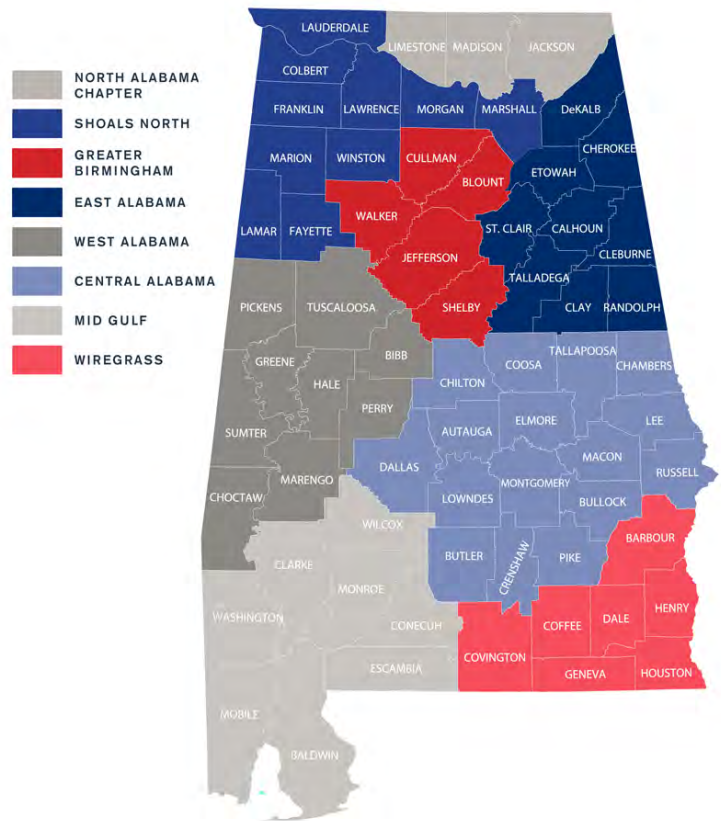 NORTH ALABAMA
CHAPTER
SHOALS NORTH
GREATER
BIRMINGHAM
EAST ALABAMA
WEST ALABAMA
CENTRAL ALABAMA
MID GULF
WIREGRASS
LAUDERDALE
LIMESTONE
MADISON
JACKSON
COLBERT
FRANKLIN
LAWRENCE
MORGAN
MARSHALL
DeKALB
CHEROKEE
MARION
WINSTON
CULLMAN
BLOUNT
ETOWAH
LAMAR
FAYETTE
WALKER
JEFFERSON
ST. CLAIR
CALHOUN
CLEBURNE
TALLADEGA
PICKENS
TUSCALOOSA
SHELBY
CLAY
RANDOLPH
GREENE
BIBB
HALE
PERRY
CHILTON
COOSA
TALLAPOOSA
CHAMBERS
SUMTER
AUTAUGA
ELMORE
LEE
MACON
RUSSELL
CHOCTAW
MARENGO
DALLAS
LOWNDES
MONTGOMERY
BULLOCK
WILCOX
BUTLER
CRENSHAW
PIKE
BARBOUR
CLARKE
MONROE
WASHINGTON
CONECUH
COVINGTON
COFFEE
DALE
HENRY
ESCAMBIA
GENEVA
HOUSTON
MOBILE
BALDWIN